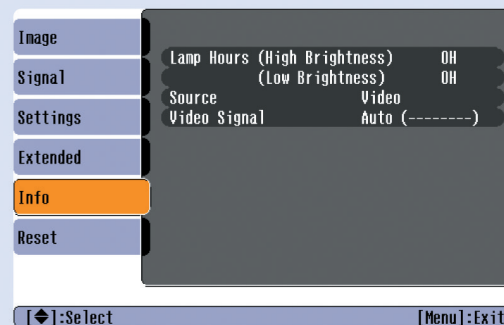 Image
Signal
Settings
Extended
Info
Reset
Lamp Hours (High Brightness) 0H
(Low Brightness) 0H
Source Video
Video Signal Auto (--------)
[◆]:Select [Menu]:Exit